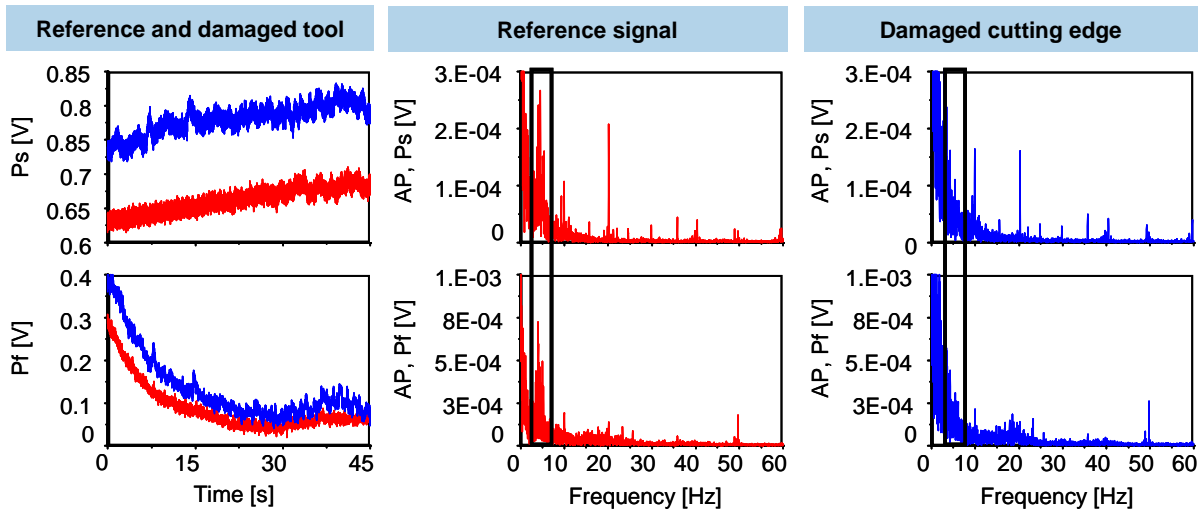 Reference and damaged tool
Reference signal
Damaged cutting edge
0.85
0.8
0.85
0.7
0.65
0.6
Ps [V]
3.E-04
2.E-04
1.E-04
0
AP, Ps [V]
3.E-04
2.E-04
1.E-04
0
AP, Ps [V]
0.4
0.3
0.2
0.1
0
Pf [V]
0 15 30 45
Time [s]
1.E-03
8E-04
5E-04
3E-04
0
AP, Pf [V]
0 10 20 30 40 50 60
Frequency [Hz]
1.E-03
8E-04
5E-04
3E-04
0
AP, Pf [V]
0 10 20 30 40 50 60
Frequency [Hz]